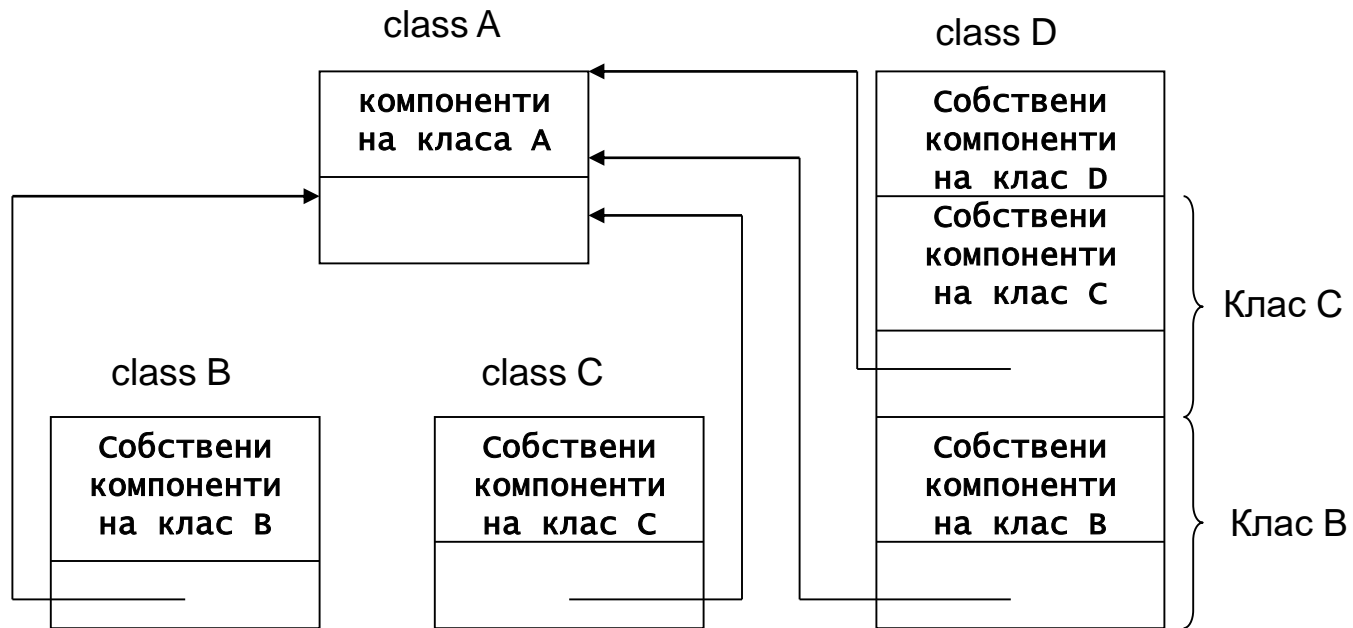 class A
class D
компоненти
на класа А
Собствени
компоненти
на клас D
Собствени
компоненти
на клас С
Клас С
class B
class C
Собствени
компоненти
на клас В
Собствени
компоненти
на клас С
Собствени
компоненти
на клас В
Клас В